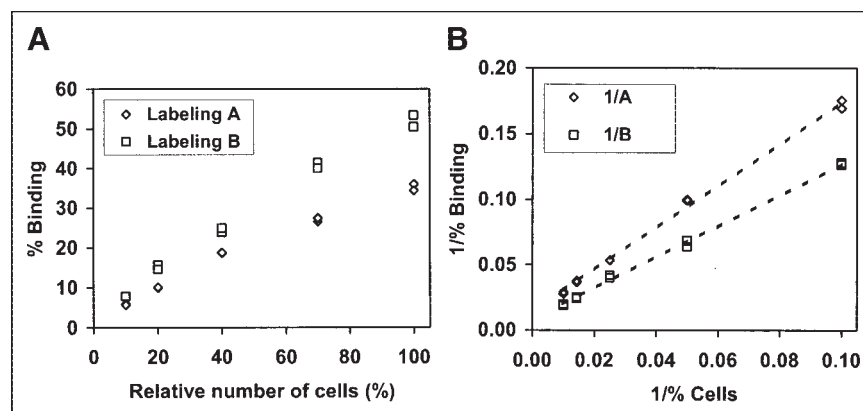 A
60
50
40
30
20
10
0
% Binding
Labeling A
Labeling B
0 20 40 60 80 100
Relative number of cells (%)
B
0.20
0.15
0.10
0.05
0.00
1/% Binding
1/A
1/B
0.00 0.02 0.04 0.06 0.08 0.10
1/% Cells